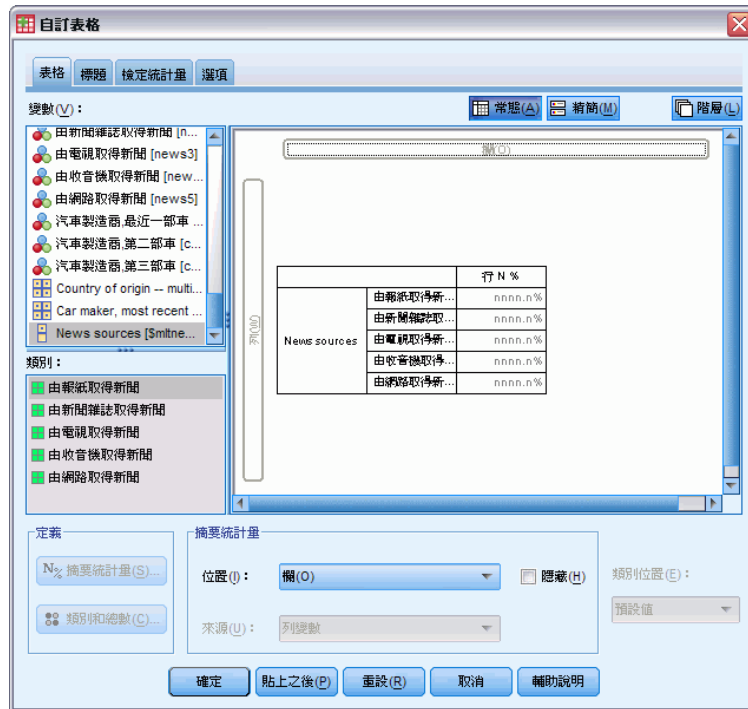 自訂表格
表格 標題 檢定統計量 選項
變數(V)： 常態(A) 精簡(M) 階層(L)
由新聞雜誌取得新聞 [n...
由電視取得新聞 [news3]
由收音機取得新聞 [new...
由網路取得新聞 [news5]
汽車製造商,最近一部車 ...
汽車製造商,第二部車 [c...
汽車製造商,第三部車 [c...
Country of origin -- multi...
Car maker, most recent ...
News sources [$mltne...
類別：
由報紙取得新聞
由新聞雜誌取得新聞
由電視取得新聞
由收音機取得新聞
由網路取得新聞
欄(O)
列(W)
行 N %
News sources
由報紙取得新... nnnn.n%
由新聞雜誌取... nnnn.n%
由電視取得新... nnnn.n%
由收音機取得... nnnn.n%
由網路取得新... nnnn.n%
定義
N% 摘要統計量(S)...
類別和總數(C)...
摘要統計量
位置(I)： 欄(O) 隱藏(H)
來源(U)： 列變數
類別位置(E)：
預設值
確定 貼上之後(P) 重設(R) 取消 輔助說明